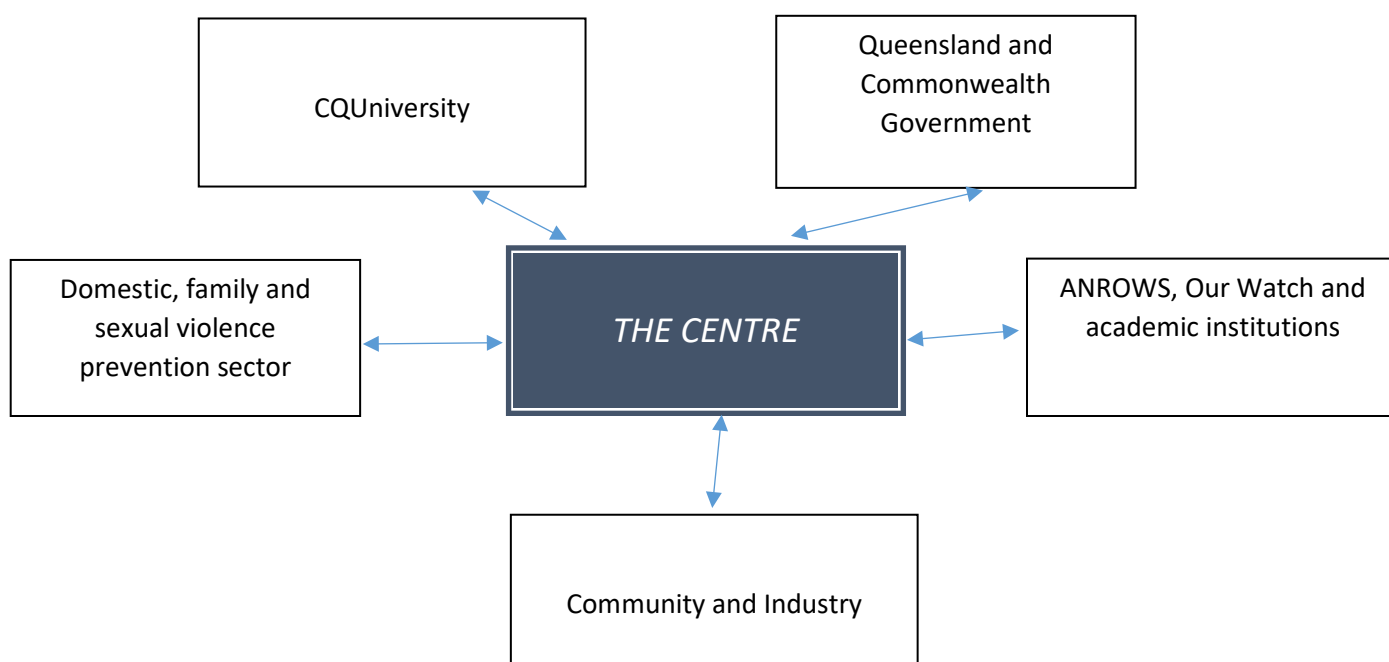 CQUniversity
Queensland and
Commonwealth
Government
Domestic, family and
sexual violence
prevention sector
THE CENTRE
ANROWS, Our Watch and
academic institutions
Community and Industry